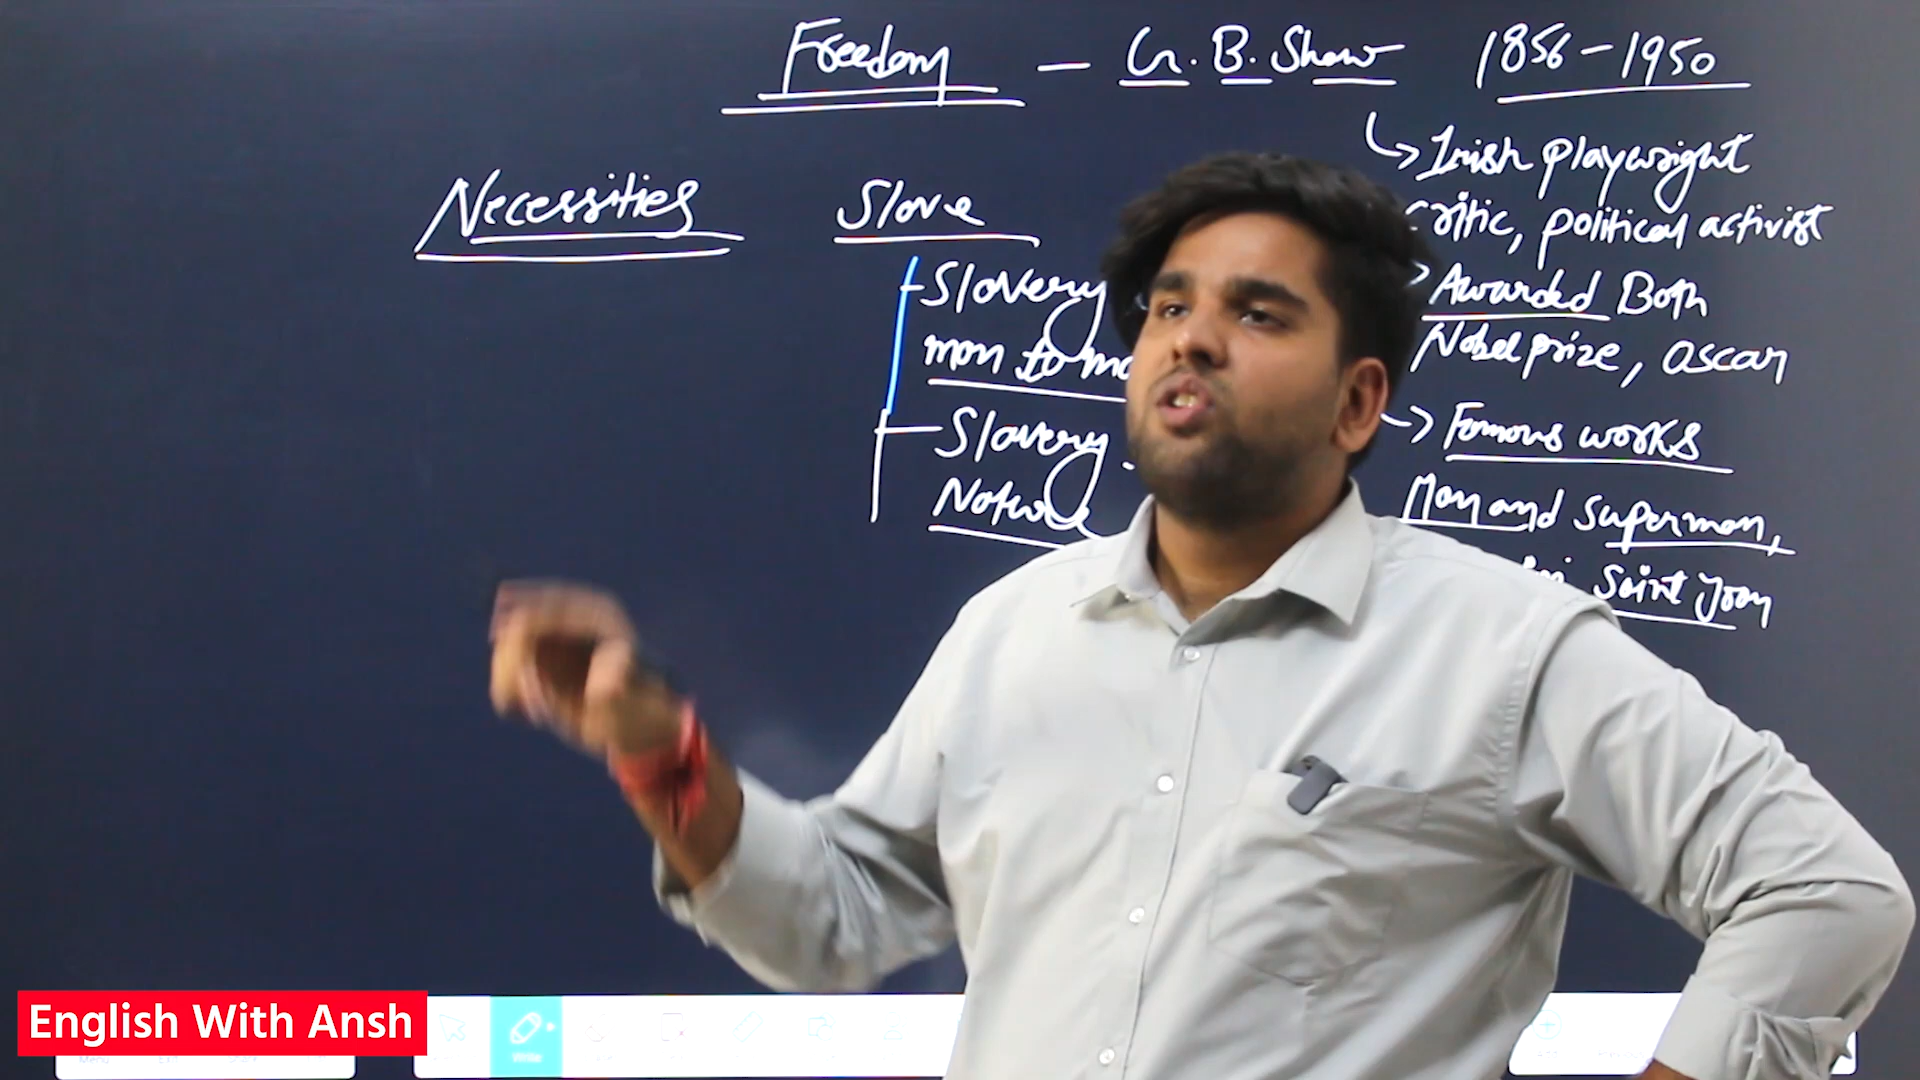 Freedom - G. B. Shaw 1856-1950
Irish playwright
critic, political activist
Awarded Both
Nobel prize, oscar
Famous works
Man and Superman,
Saint Joan
Necessities
Slave
Slavery
man to
Slavery
Nature
English With Ansh